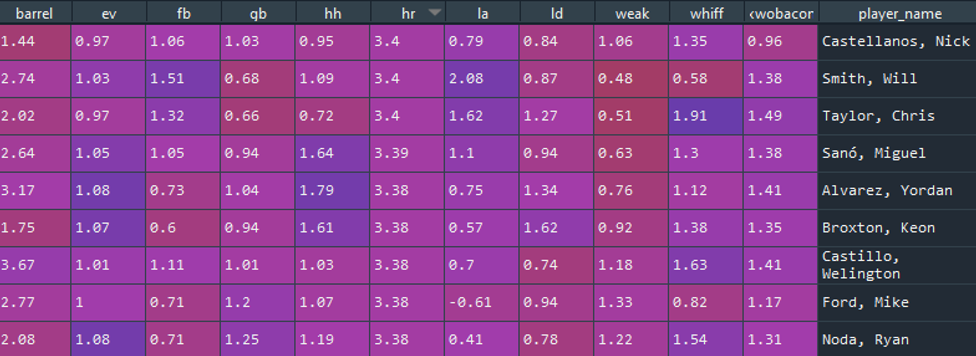 barrel ev fb qb hh hr la ld weak whiff xwobacor player_name
1.44 0.97 1.06 1.03 0.95 3.4 0.79 0.84 1.06 1.35 0.96 Castellanos, Nick
2.74 1.03 1.51 0.68 1.09 3.4 2.08 0.87 0.48 0.58 1.38 Smith, Will
2.02 0.97 1.32 0.66 0.72 3.4 1.62 1.27 0.51 1.91 1.49 Taylor, Chris
2.64 1.05 1.05 0.94 1.64 3.39 1.1 0.94 0.63 1.3 1.38 Sanó, Miguel
3.17 1.08 0.73 1.04 1.79 3.38 0.75 1.34 0.76 1.12 1.41 Alvarez, Yordan
1.75 1.07 0.6 0.94 1.61 3.38 0.57 1.62 0.92 1.38 1.35 Broxton, Keon
3.67 1.01 1.11 1.01 1.03 3.38 0.7 0.74 1.18 1.63 1.41 Castillo,
Welington
2.77 1 0.71 1.2 1.07 3.38 -0.61 0.94 1.33 0.82 1.17 Ford, Mike
2.08 1.08 0.71 1.25 1.19 3.38 0.41 0.78 1.22 1.54 1.31 Noda, Ryan